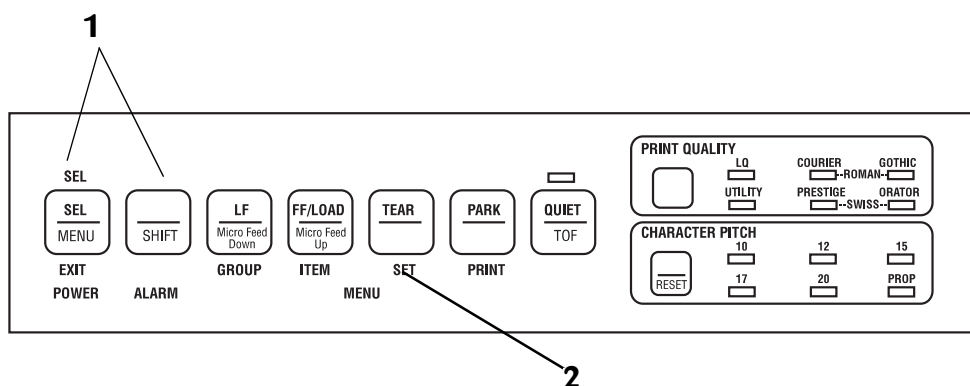 1
SEL
SEL
MENU
SHIFT
LF
Micro Feed
Down
FF/LOAD
Micro Feed
Up
TEAR
PARK
QUIET
TOF
EXIT
GROUP
ITEM
SET
PRINT
POWER
ALARM
MENU
2
PRINT QUALITY
LQ
COURIER
GOTHIC
--ROMAN--
UTILITY
PRESTIGE
ORATOR
--SWISS--
CHARACTER PITCH
10
12
15
RESET
17
20
PROP